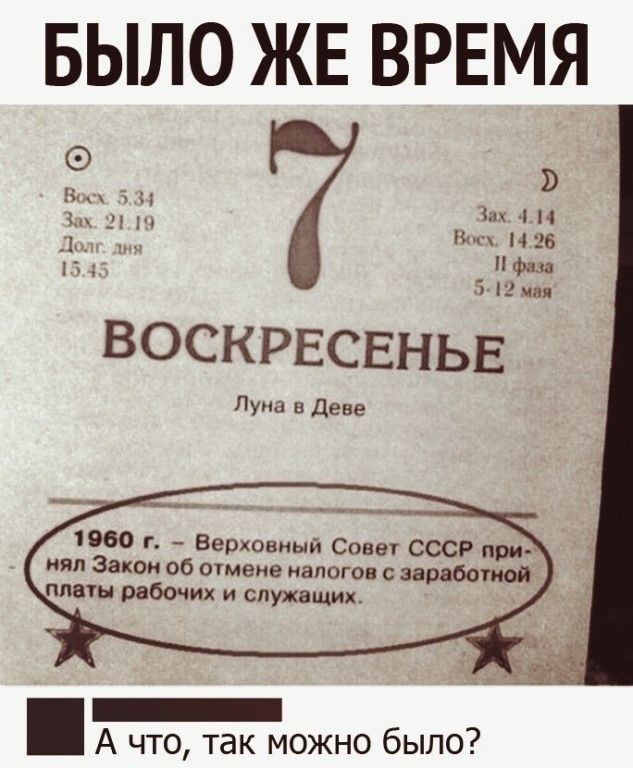 БЫЛО ЖЕ ВРЕМЯ
7
Восх. 5.34
Зах. 21.19
Долг. дня
15.45
Зах. 4.14
Восх. 14.26
II фаза
5-12 мая
ВОСКРЕСЕНЬЕ
Луна в Деве
1960 г. – Верховный Совет СССР при-
нял Закон об отмене налогов с заработной
платы рабочих и служащих.
А что, так можно было?